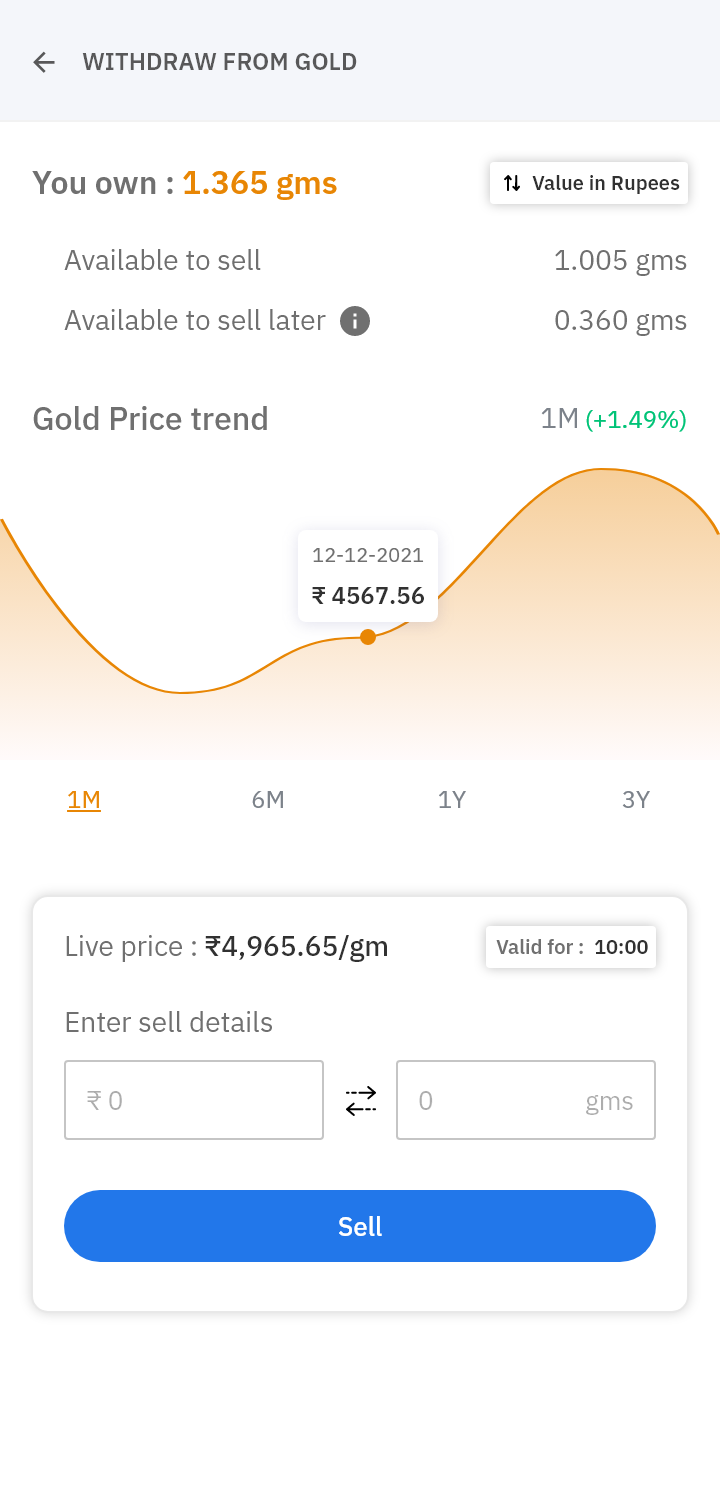 WITHDRAW FROM GOLD
You own : 1.365 gms
Value in Rupees
Available to sell 1.005 gms
Available to sell later 0.360 gms
Gold Price trend 1M (+1.49%)
12-12-2021
₹ 4567.56
1M 6M 1Y 3Y
Live price : ₹4,965.65/gm
Valid for : 10:00
Enter sell details
₹ 0 0 gms
Sell